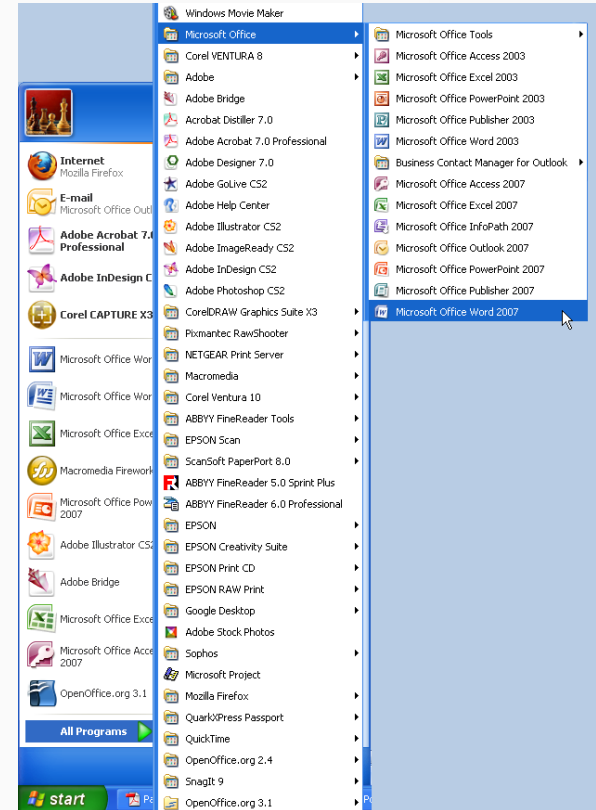 Internet
Mozilla Firefox
E-mail
Microsoft Office Outl
Adobe Acrobat 7.0
Professional
Adobe InDesign C
Corel CAPTURE X3
Microsoft Office Wor
Microsoft Office Wor
Microsoft Office Exce
Macromedia Firework
Microsoft Office Pow
2007
Adobe Illustrator CS2
Adobe Bridge
Microsoft Office Exce
Microsoft Office Acce
2007
OpenOffice.org 3.1
All Programs
start
Windows Movie Maker
Microsoft Office
Corel VENTURA 8
Adobe
Adobe Bridge
Acrobat Distiller 7.0
Adobe Acrobat 7.0 Professional
Adobe Designer 7.0
Adobe GoLive CS2
Adobe Help Center
Adobe Illustrator CS2
Adobe ImageReady CS2
Adobe InDesign CS2
Adobe Photoshop CS2
CorelDRAW Graphics Suite X3
Pixmantec RawShooter
NETGEAR Print Server
Macromedia
Corel Ventura 10
ABBYY FineReader Tools
EPSON Scan
ScanSoft PaperPort 8.0
ABBYY FineReader 5.0 Sprint Plus
ABBYY FineReader 6.0 Professional
EPSON
EPSON Creativity Suite
EPSON Print CD
EPSON RAW Print
Google Desktop
Adobe Stock Photos
Sophos
Microsoft Project
Mozilla Firefox
QuarkXPress Passport
QuickTime
OpenOffice.org 2.4
SnagIt 9
OpenOffice.org 3.1
Microsoft Office Tools
Microsoft Office Access 2003
Microsoft Office Excel 2003
Microsoft Office PowerPoint 2003
Microsoft Office Publisher 2003
Microsoft Office Word 2003
Business Contact Manager for Outlook
Microsoft Office Access 2007
Microsoft Office Excel 2007
Microsoft Office InfoPath 2007
Microsoft Office Outlook 2007
Microsoft Office PowerPoint 2007
Microsoft Office Publisher 2007
Microsoft Office Word 2007